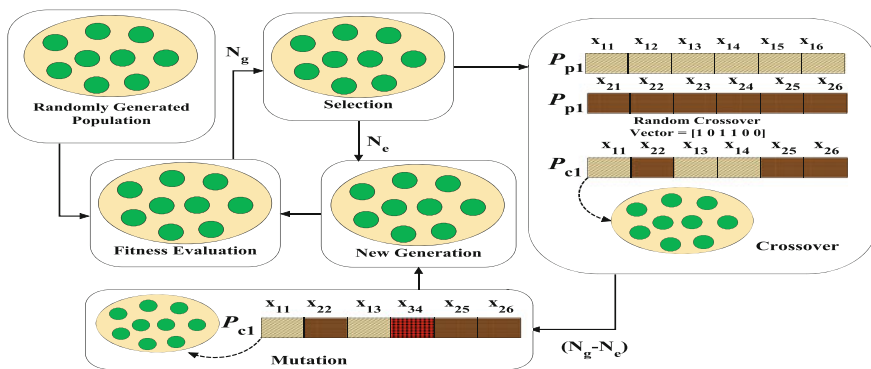 Randomly Generated
Population
N_g
Selection
N_e
Fitness Evaluation
New Generation
x_11 x_12 x_13 x_14 x_15 x_16
P_p1
x_21 x_22 x_23 x_24 x_25 x_26
P_p1
Random Crossover
Vector = [1 0 1 1 0 0]
x_11 x_22 x_13 x_14 x_25 x_26
P_c1
Crossover
x_11 x_22 x_13 x_34 x_25 x_26
P_c1
Mutation
(N_g-N_e)